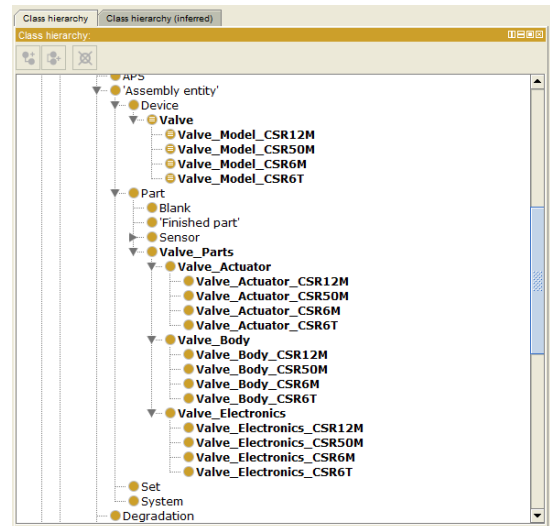 Class hierarchy Class hierarchy (inferred)
Class hierarchy:
APS
'Assembly entity'
Device
Valve
Valve_Model_CSR12M
Valve_Model_CSR50M
Valve_Model_CSR6M
Valve_Model_CSR6T
Part
Blank
'Finished part'
Sensor
Valve_Parts
Valve_Actuator
Valve_Actuator_CSR12M
Valve_Actuator_CSR50M
Valve_Actuator_CSR6M
Valve_Actuator_CSR6T
Valve_Body
Valve_Body_CSR12M
Valve_Body_CSR50M
Valve_Body_CSR6M
Valve_Body_CSR6T
Valve_Electronics
Valve_Electronics_CSR12M
Valve_Electronics_CSR50M
Valve_Electronics_CSR6M
Valve_Electronics_CSR6T
Set
System
Degradation